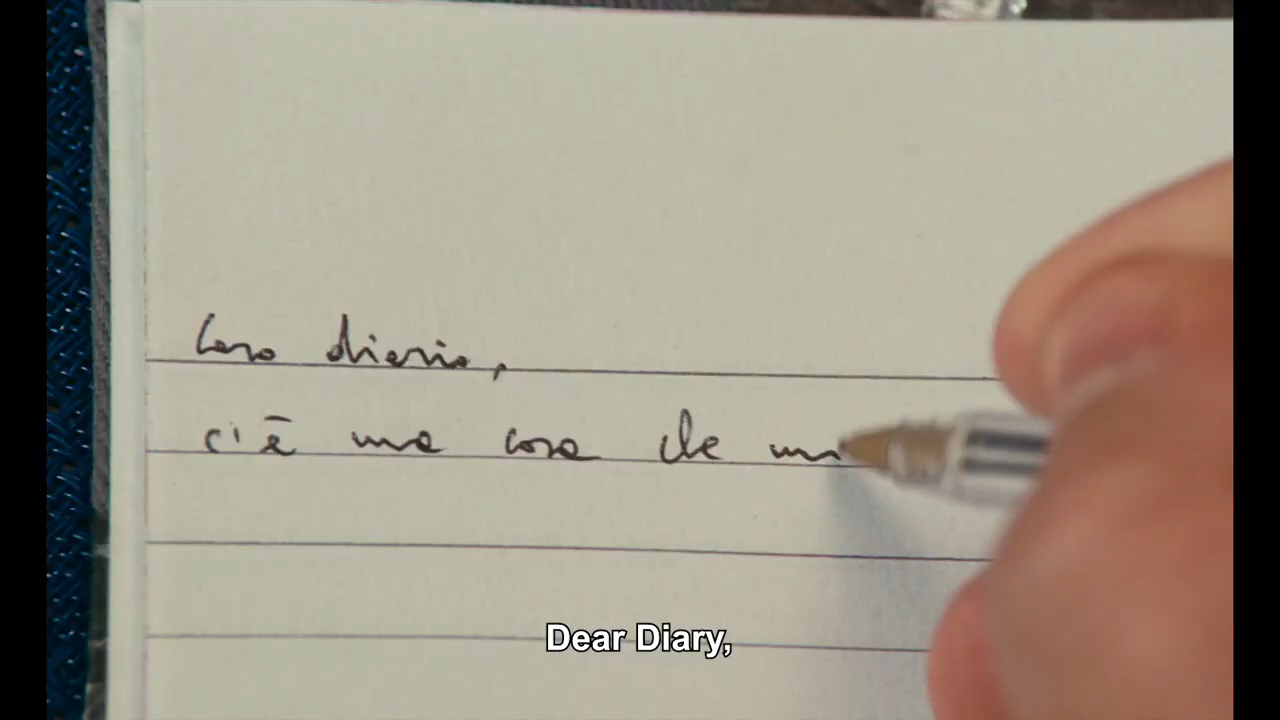 Caro diario,
c'è una cosa che
Dear Diary,